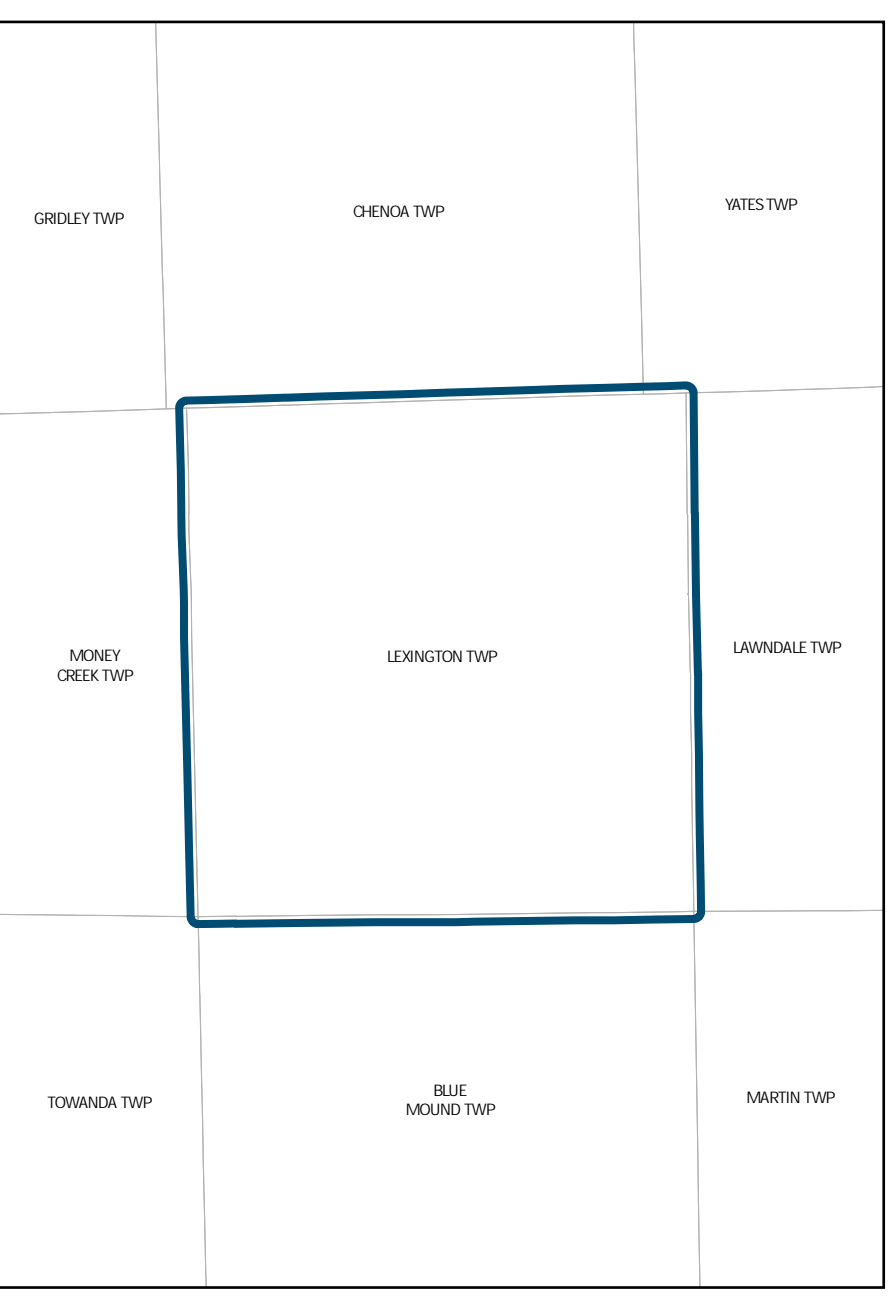 GRIDLEY TWP
CHENOA TWP
YATES TWP
MONEY
CREEK TWP
LEXINGTON TWP
LAWNDALE TWP
TOWANDA TWP
BLUE
MOUND TWP
MARTIN TWP